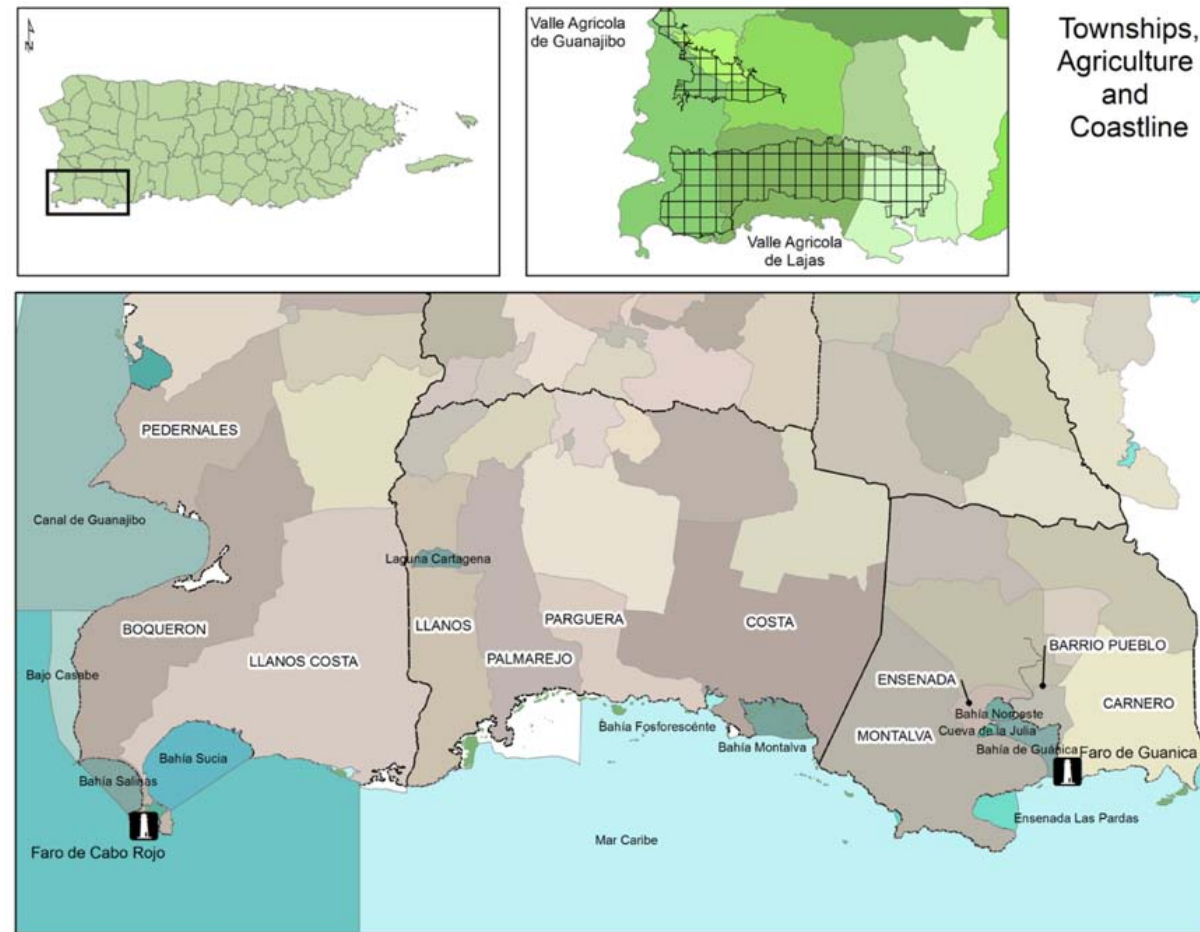 N
Valle Agricola
de Guanajibo
Valle Agricola
de Lajas
Townships,
Agriculture
and
Coastline
PEDERNALES
Canal de Guanajibo
Laguna Cartagena
BOQUERON
LLANOS
PARGUERA
COSTA
LLANOS COSTA
PALMAREJO
BARRIO PUEBLO
Bajo Casabe
ENSENADA
CARNERO
Bahía Noroeste
Bahía Fosforescénte
Cueva de la Julia
MONTALVA
Bahía Montalva
Bahía de Guánica
Faro de Guanica
Bahía Sucia
Bahía Salinas
Ensenada Las Pardas
Mar Caribe
Faro de Cabo Rojo